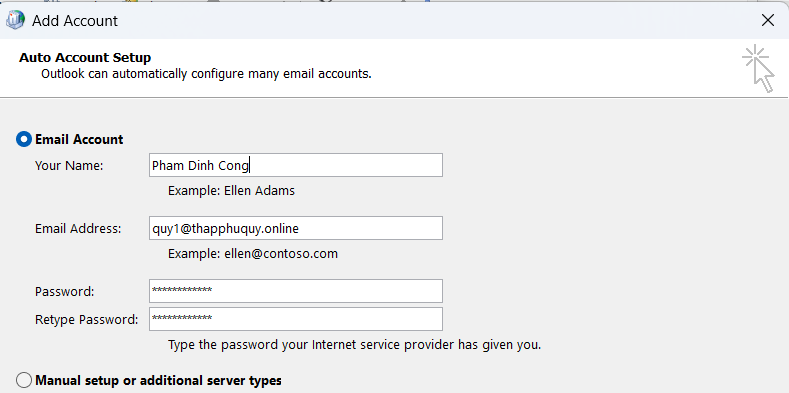 Add Account
Auto Account Setup
Outlook can automatically configure many email accounts.
Email Account
Your Name: Pham Dinh Cong
Example: Ellen Adams
Email Address: quy1@thapphuquy.online
Example: ellen@contoso.com
Password: ************
Retype Password: ************
Type the password your Internet service provider has given you.
Manual setup or additional server types